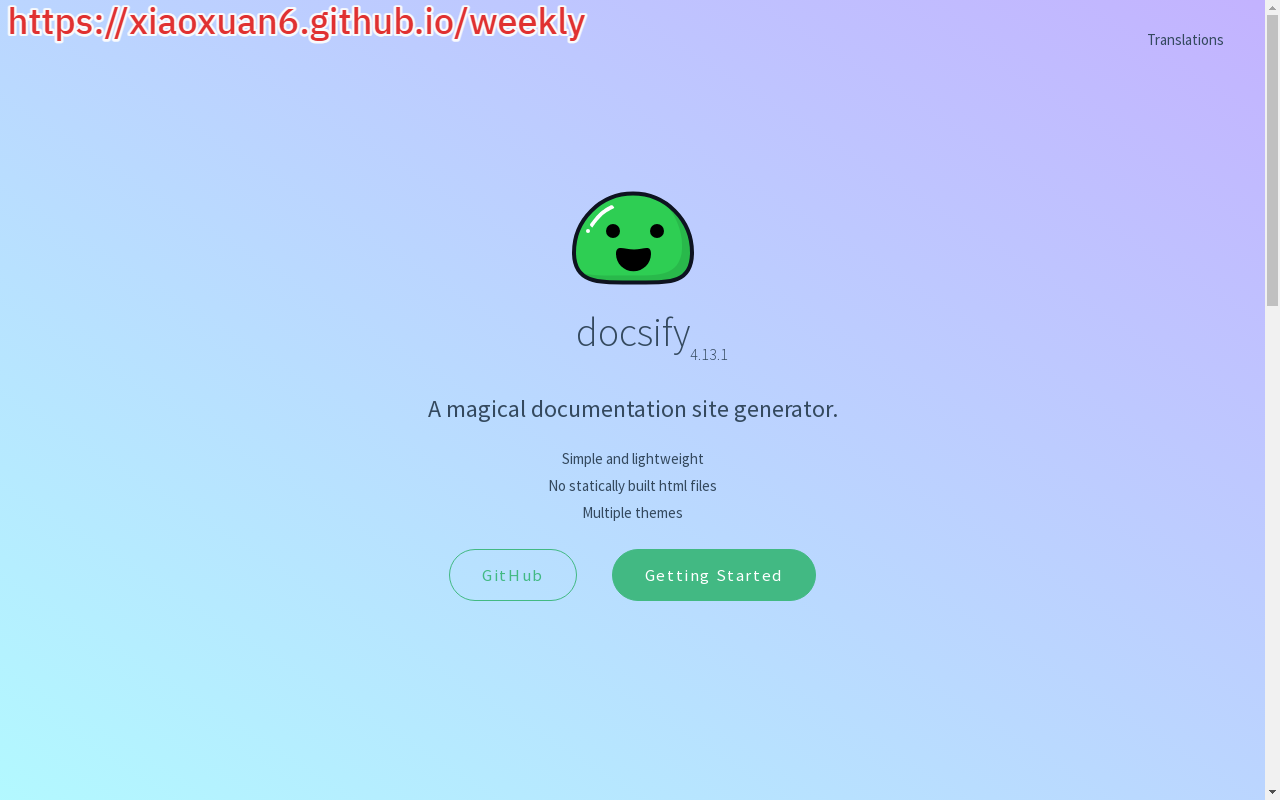 https://xiaoxuan6.github.io/weekly
Translations
docsify 4.13.1
A magical documentation site generator.
Simple and lightweight
No statically built html files
Multiple themes
GitHub
Getting Started